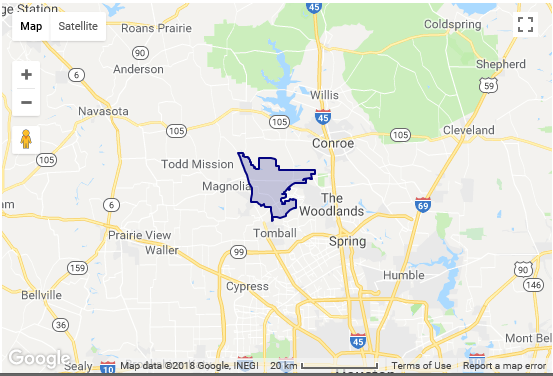 ge Station
Map
Satellite
Roans Prairie
45
Coldspring
90
6
Anderson
Shepherd
59
Willis
Navasota
105
105
45
105
Cleveland
105
Conroe
Todd Mission
Magnolia
The
Woodlands
6
69
Prairie View
Tomball
Waller
99
Spring
159
Humble
90
Cypress
146
Bellville
36
45
Mont Bel
Google
Sealy
10
Map data ©2018 Google, INEGI
20 km
Terms of Use
Report a map error